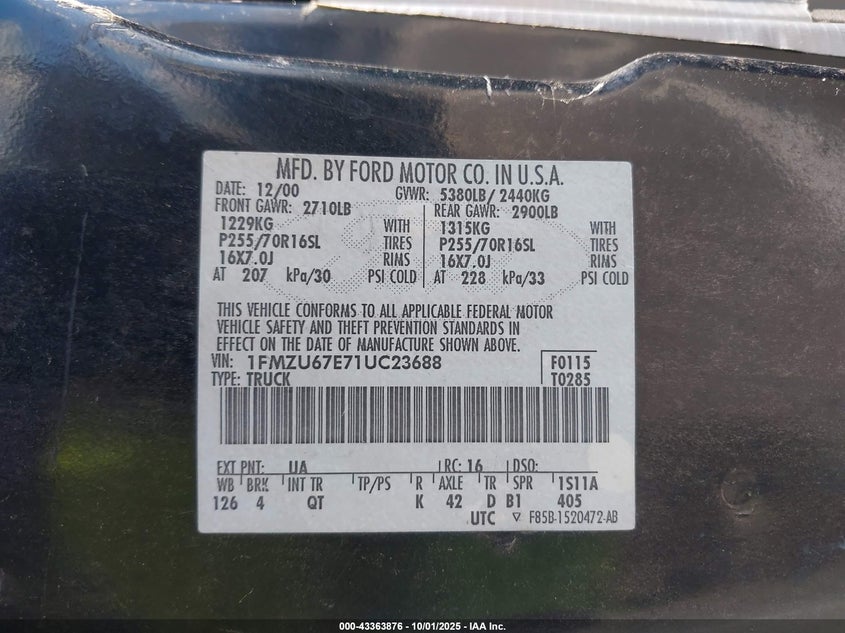 MFD. BY FORD MOTOR CO. IN U.S.A.
DATE: 12/00 GVWR: 5380LB/ 2440KG
FRONT GAWR: 2710LB REAR GAWR: 2900LB
1229KG WITH 1315KG WITH
P255/70R16SL TIRES P255/70R16SL TIRES
16X7.0J RIMS 16X7.0J RIMS
AT 207 kPa/30 PSI COLD AT 228 kPa/33 PSI COLD
THIS VEHICLE CONFORMS TO ALL APPLICABLE FEDERAL MOTOR
VEHICLE SAFETY AND THEFT PREVENTION STANDARDS IN
EFFECT ON THE DATE OF MANUFACTURE SHOWN ABOVE.
VIN: 1FMZU67E71UC23688 F0115
TYPE: TRUCK T0285
EXT PNT: UA RC: 16 DSO:
WB BRK INT TR TP/PS R AXLE TR SPR 1S11A
126 4 QT K 42 D B1 405
UTC F85B-1520472-AB
000-43363876 - 10/01/2025 - IAA Inc.